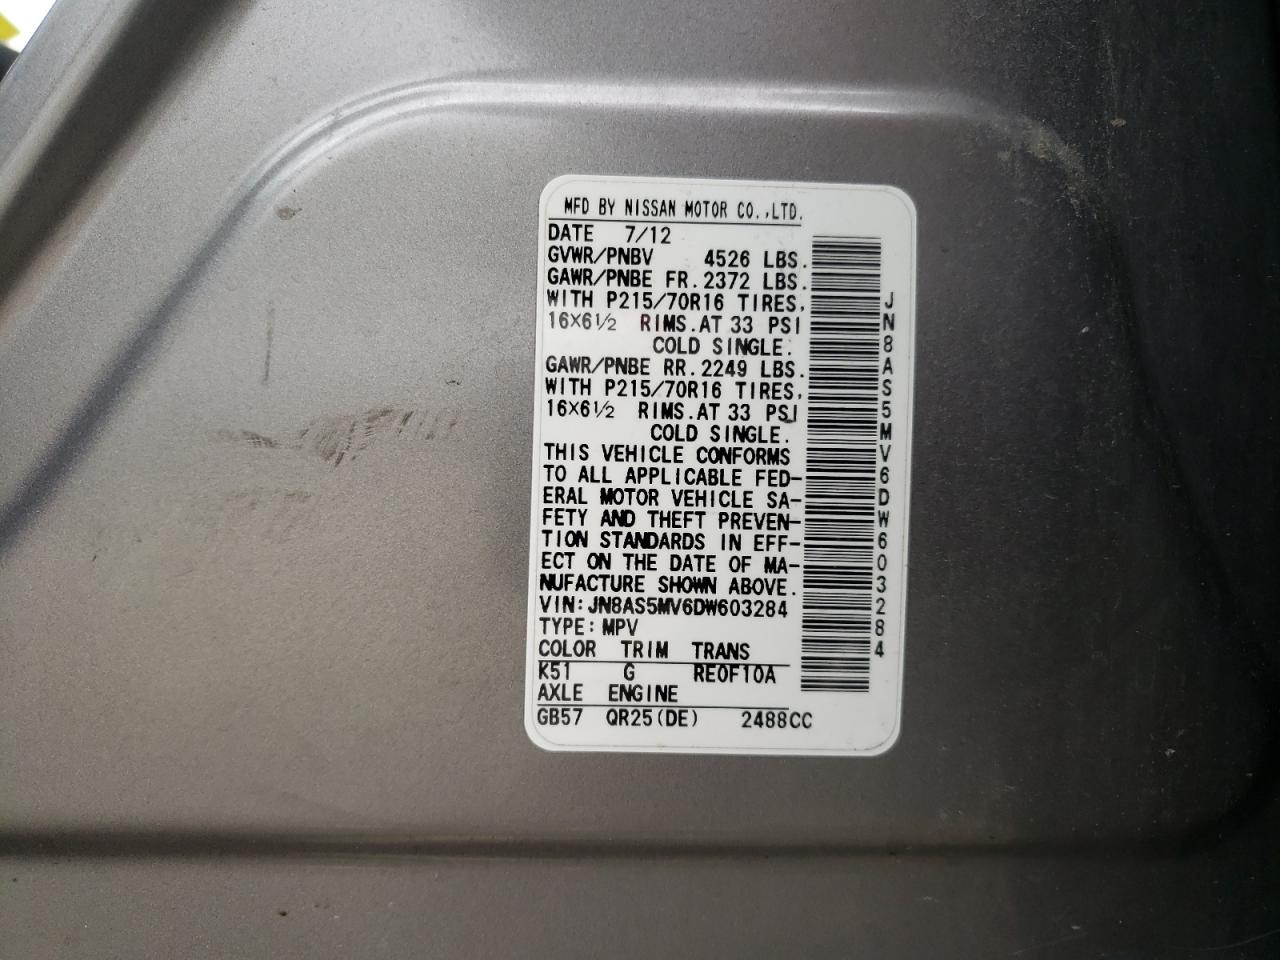 MFD BY NISSAN MOTOR CO.,LTD.
DATE 7/12
GVWR/PNBV 4526 LBS.
GAWR/PNBE FR. 2372 LBS.
WITH P215/70R16 TIRES,
16X6½ RIMS. AT 33 PSI
COLD SINGLE.
GAWR/PNBE RR. 2249 LBS.
WITH P215/70R16 TIRES,
16X6½ RIMS. AT 33 PSI
COLD SINGLE.
THIS VEHICLE CONFORMS
TO ALL APPLICABLE FED-
ERAL MOTOR VEHICLE SA-
FETY AND THEFT PREVEN-
TION STANDARDS IN EFF-
ECT ON THE DATE OF MA-
NUFACTURE SHOWN ABOVE.
VIN: JN8AS5MV6DW603284
TYPE: MPV
COLOR TRIM TRANS
K51 G RE0F10A
AXLE ENGINE
GB57 QR25(DE) 2488CC
JN8AS5MV6DW603284